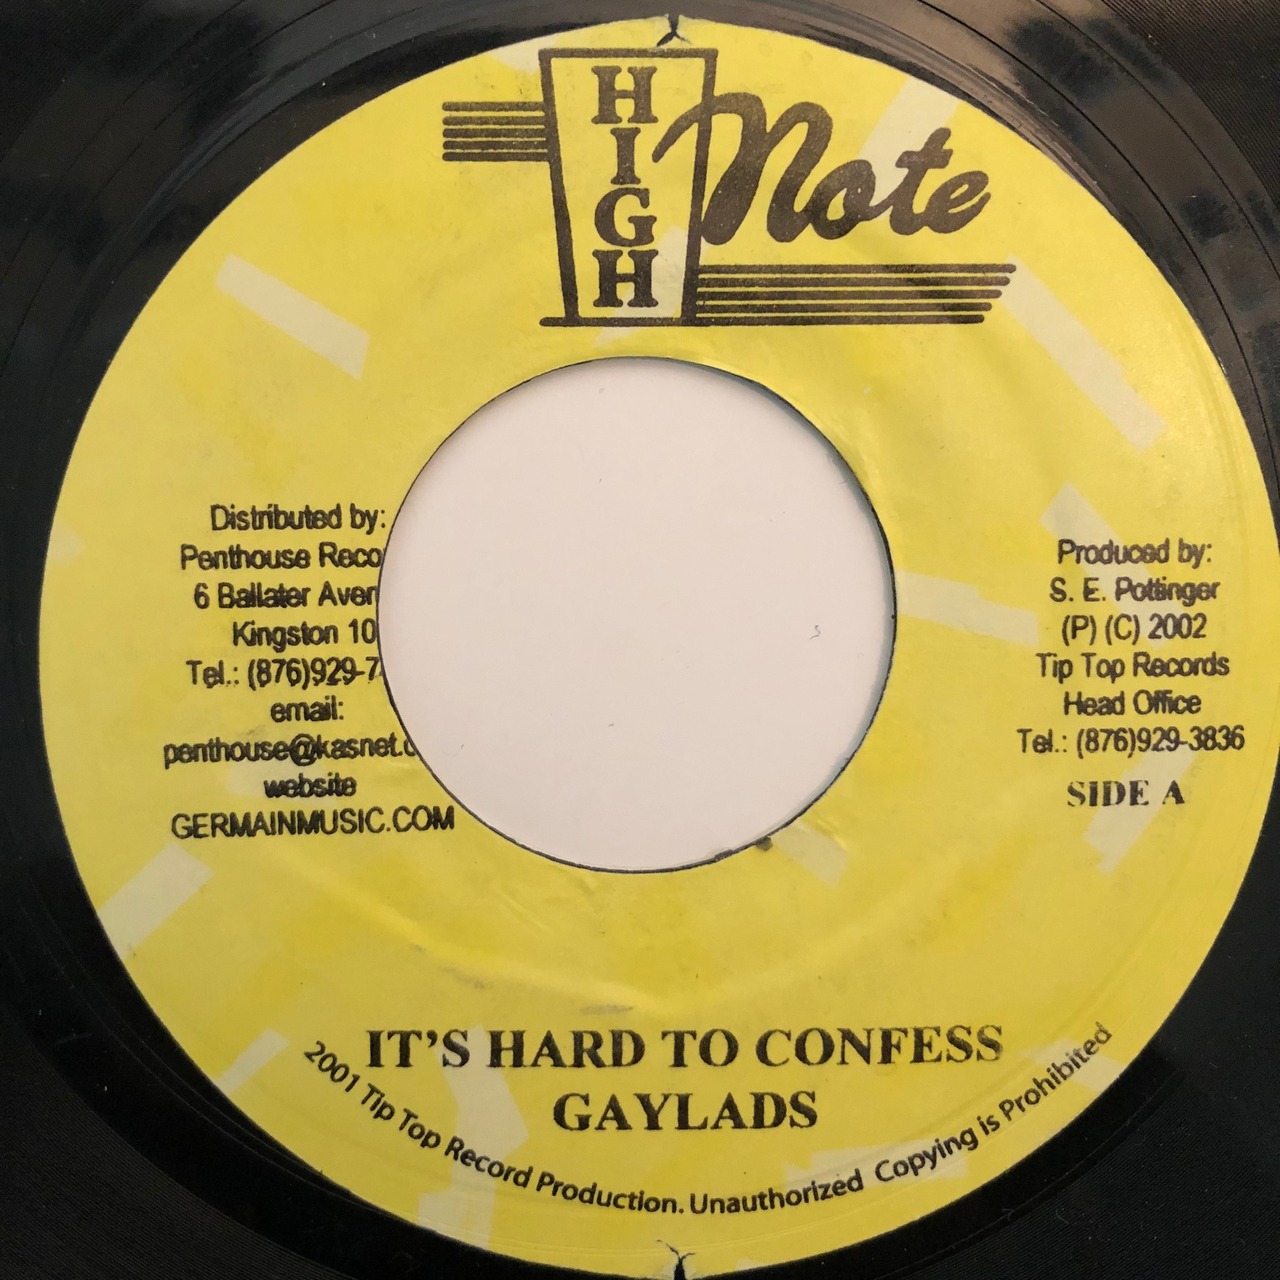 HIGH Note
Distributed by:
Penthouse Reco
6 Ballater Aven
Kingston 10
Tel.: (876)929-7
email:
penthouse@kasnet.c
website
GERMAINMUSIC.COM
Produced by:
S. E. Pottinger
(P) (C) 2002
Tip Top Records
Head Office
Tel.: (876)929-3836
SIDE A
IT'S HARD TO CONFESS
GAYLADS
2001 Tip Top Record Production. Unauthorized Copying is Prohibited